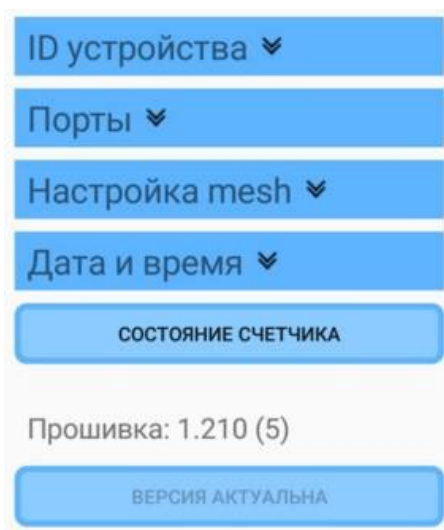 ID устройства
Порты
Настройка mesh
Дата и время
СОСТОЯНИЕ СЧЕТЧИКА
Прошивка: 1.210 (5)
ВЕРСИЯ АКТУАЛЬНА